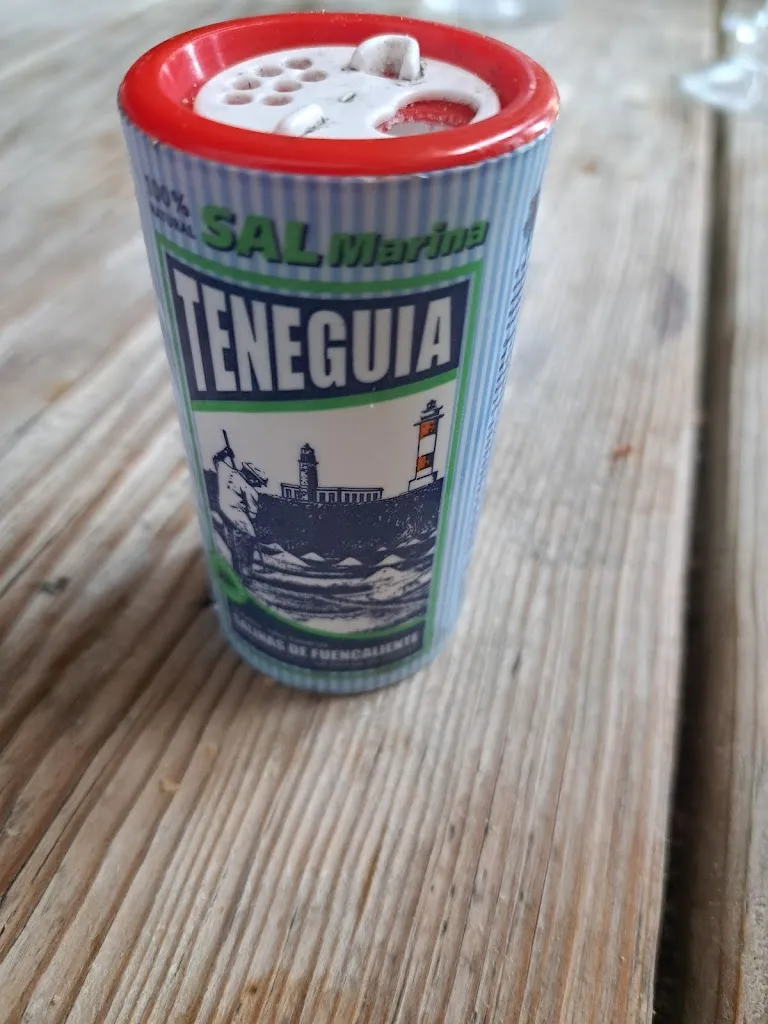 100%
NATURAL
SAL Marina
TENEGUIA
SALINAS DE FUENCALIENTE